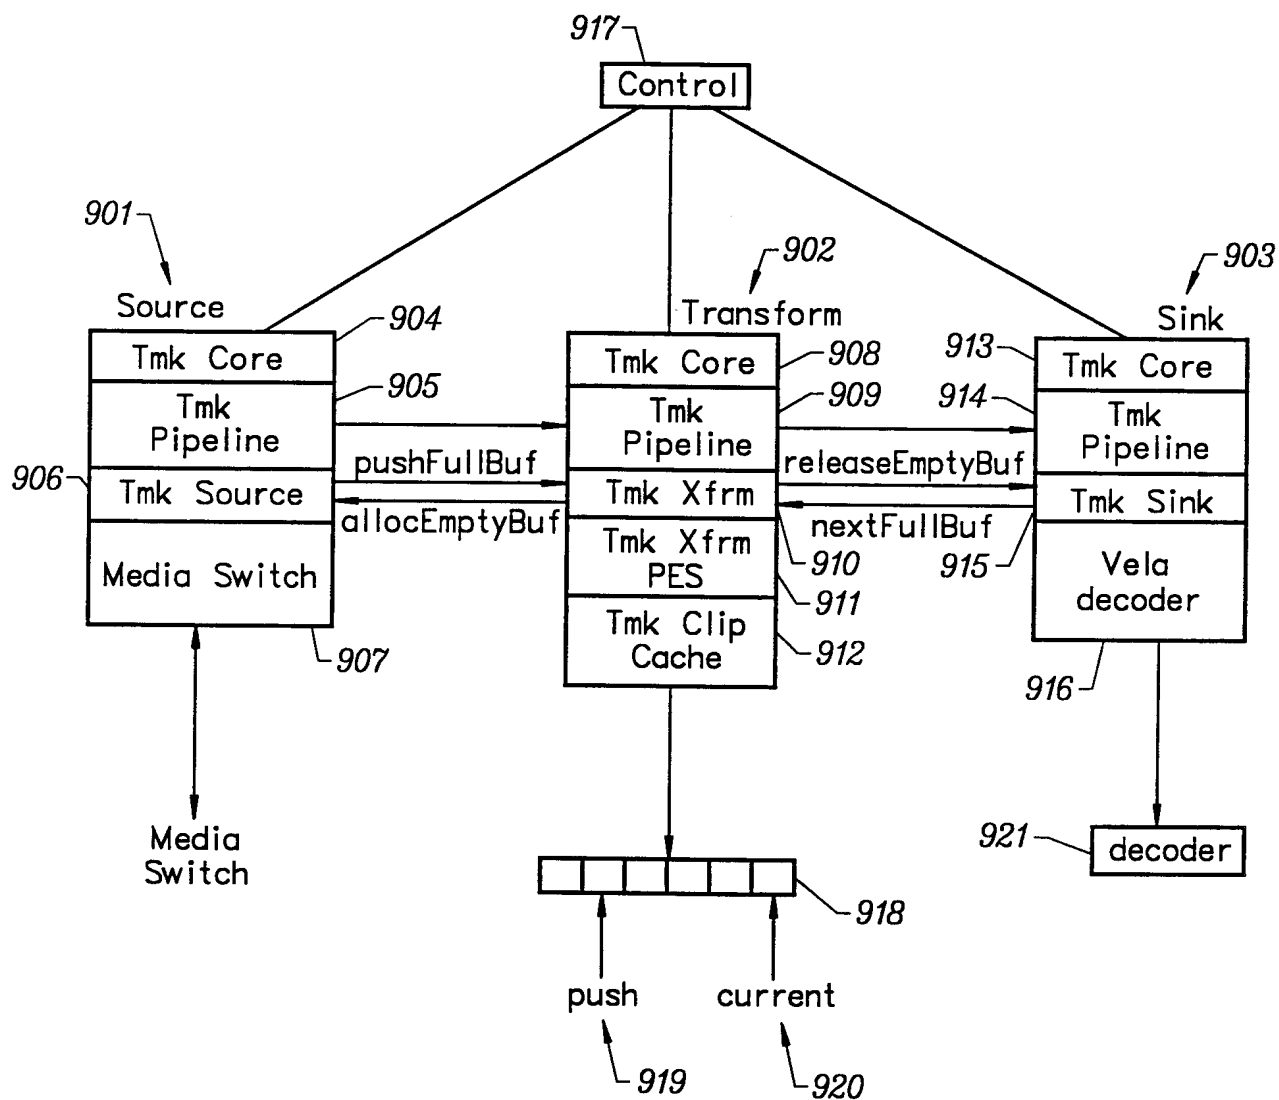 917
Control
901
902
903
Source
Transform
Sink
904
908
913
Tmk Core
Tmk Core
Tmk Core
905
909
914
Tmk
Pipeline
Tmk
Pipeline
Tmk
Pipeline
906
pushFullBuf
releaseEmptyBuf
Tmk Source
Tmk Xfrm
Tmk Sink
allocEmptyBuf
nextFullBuf
910
915
Media Switch
Tmk Xfrm
PES
911
Vela
decoder
907
Tmk Clip
Cache
912
916
Media
Switch
921
decoder
918
push
current
919
920